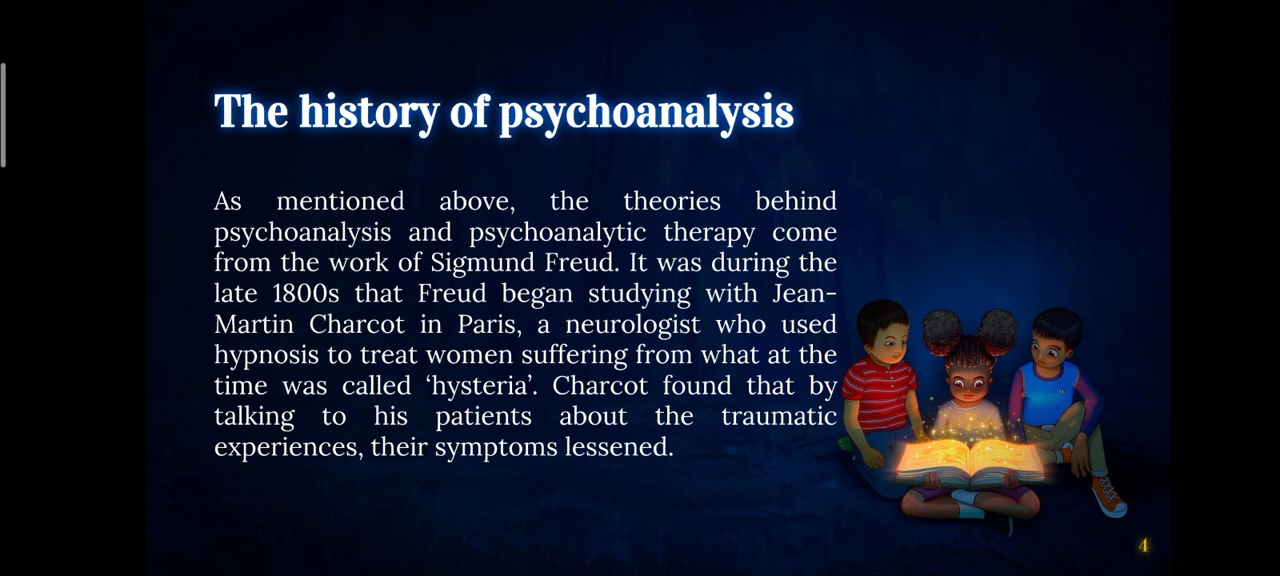 The history of psychoanalysis
As mentioned above, the theories behind
psychoanalysis and psychoanalytic therapy come
from the work of Sigmund Freud. It was during the
late 1800s that Freud began studying with Jean-
Martin Charcot in Paris, a neurologist who used
hypnosis to treat women suffering from what at the
time was called ‘hysteria’. Charcot found that by
talking to his patients about the traumatic
experiences, their symptoms lessened.
4